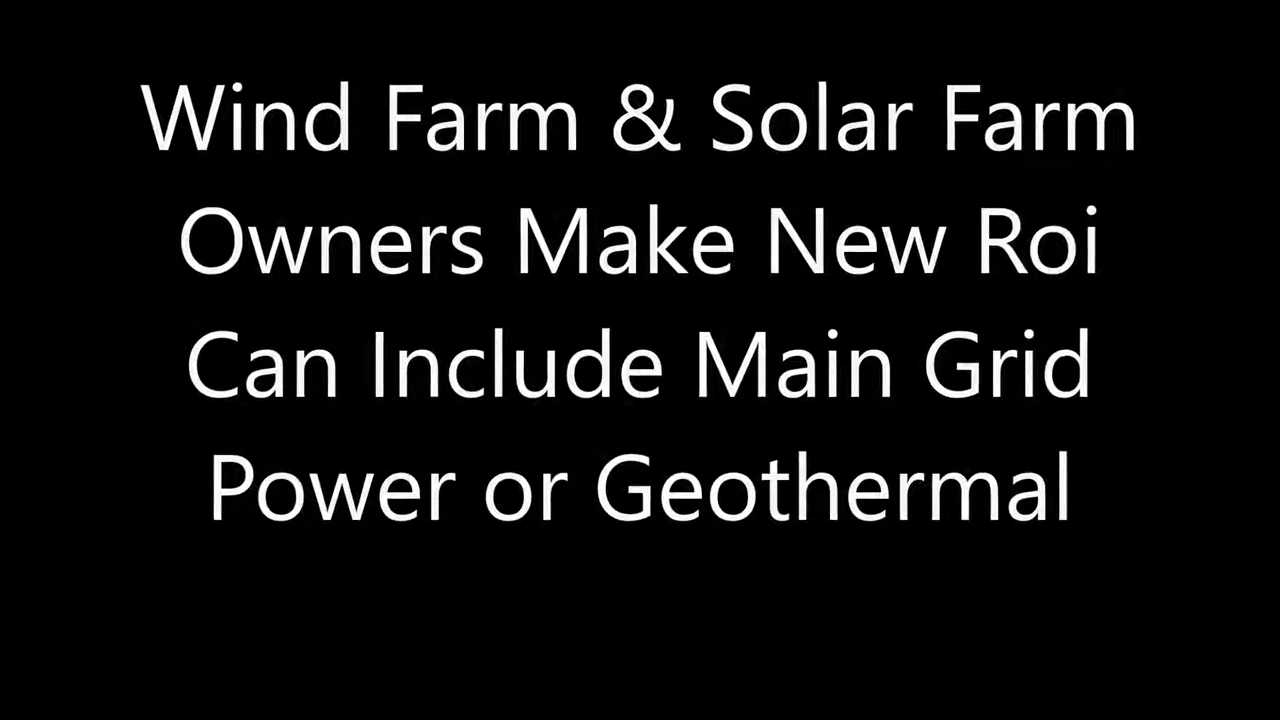 Wind Farm & Solar Farm
Owners Make New Roi
Can Include Main Grid
Power or Geothermal